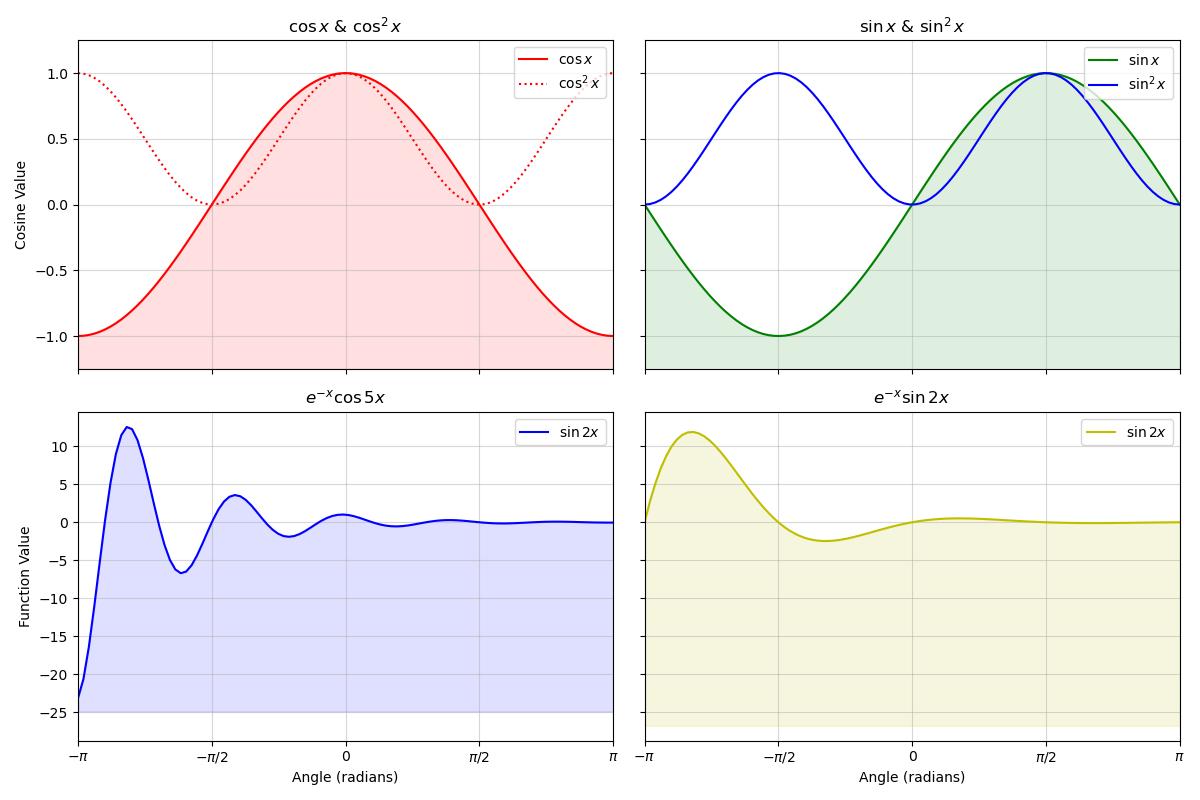 cos x & cos² x
sin x & sin² x
cos x
cos² x
sin x
sin² x
Cosine Value
1.0
0.5
0.0
−0.5
−1.0
e⁻ˣ cos 5x
e⁻ˣ sin 2x
sin 2x
sin 2x
Function Value
10
5
0
−5
−10
−15
−20
−25
−π
−π/2
0
π/2
π
−π
−π/2
0
π/2
π
Angle (radians)
Angle (radians)